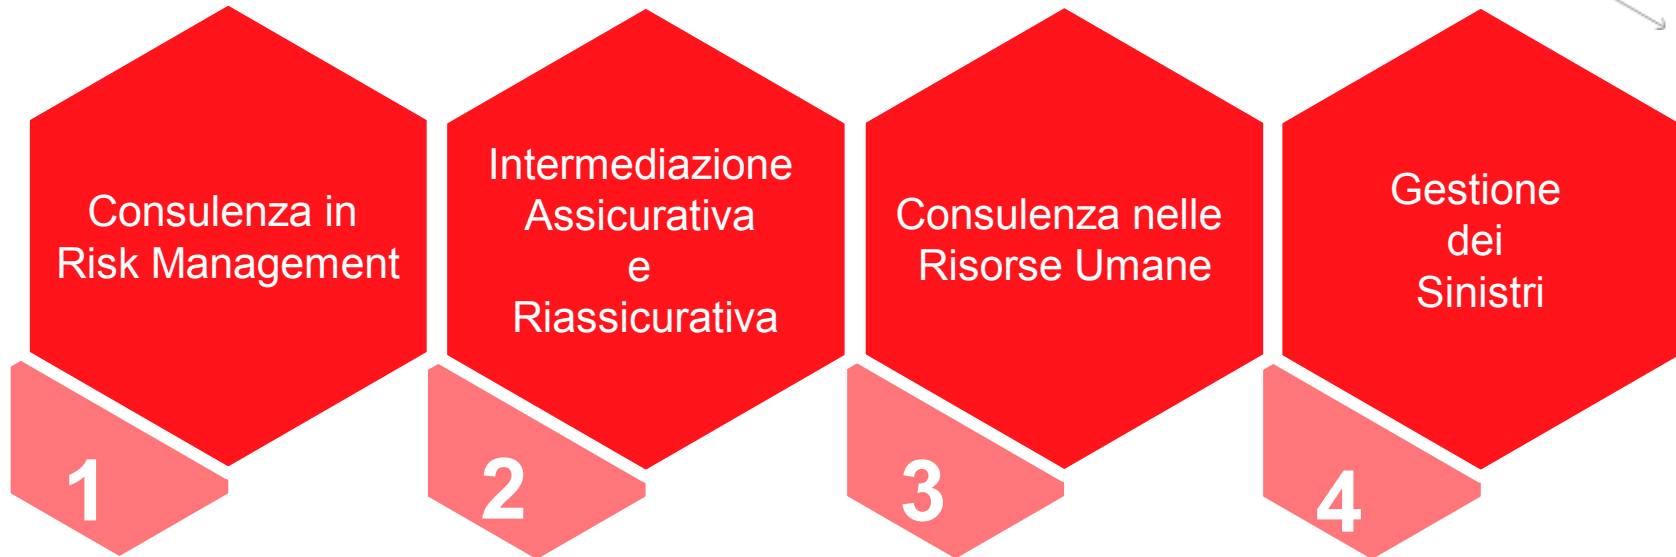 Consulenza in
Risk Management
1
Intermediazione
Assicurativa
e
Riassicurativa
2
Consulenza nelle
Risorse Umane
3
Gestione
dei
Sinistri
4